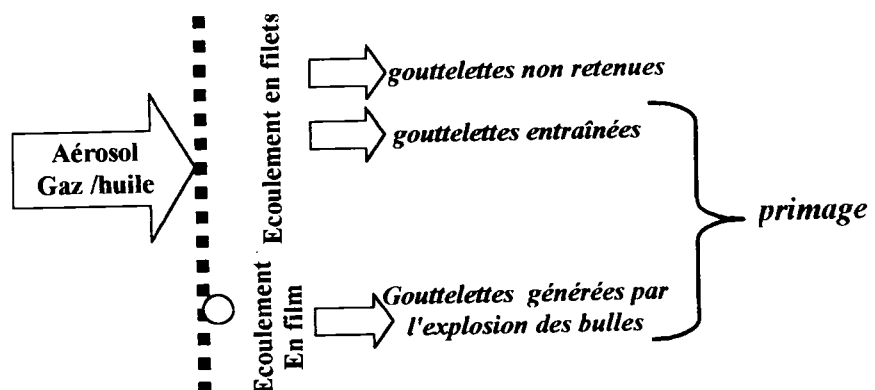 Aérosol
Gaz /huile
Ecoulement en filets
Ecoulement
En film
gouttelettes non retenues
gouttelettes entraînées
Gouttelettes générées par
l'explosion des bulles
primage